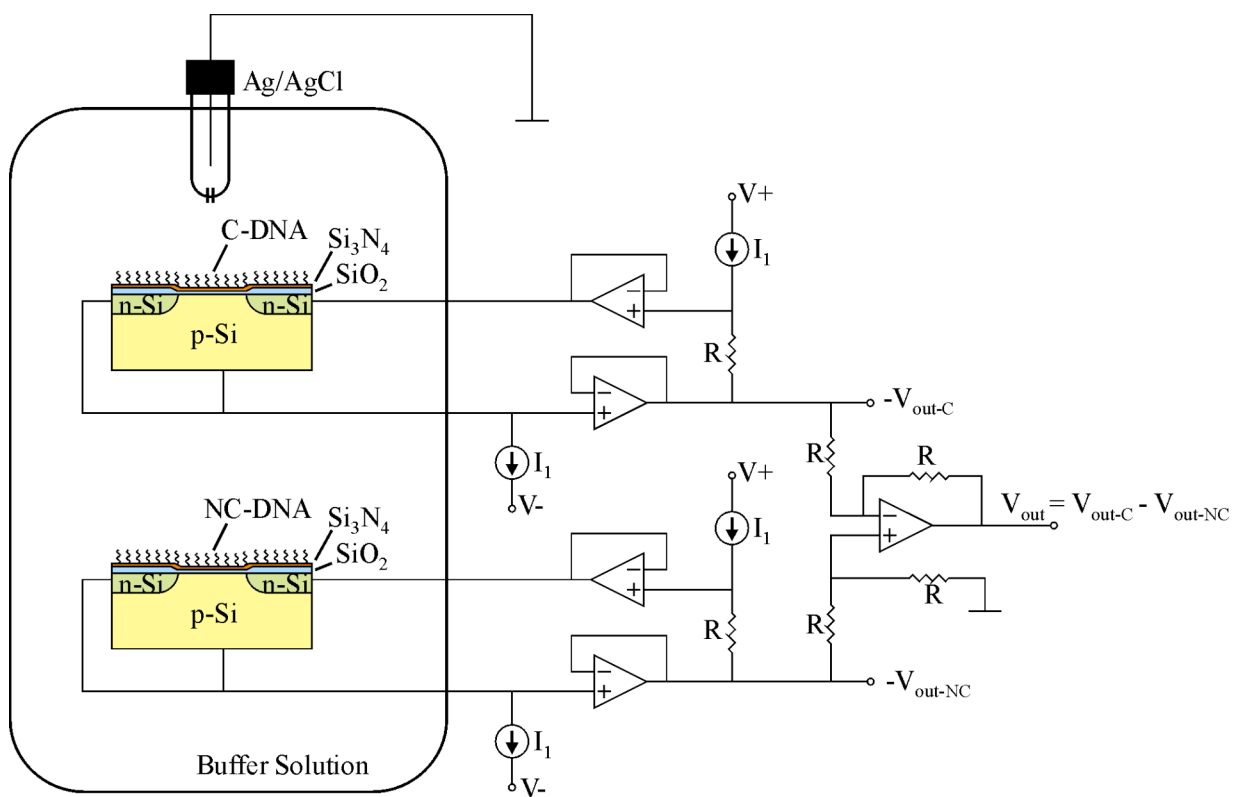 Ag/AgCl
V+
C-DNA
Si₃N₄
I₁
SiO₂
n-Si
n-Si
−
+
p-Si
R
−
+
-Vout-C
I₁
R
V+
R
V-
NC-DNA
Si₃N₄
I₁
−
+
Vout = Vout-C - Vout-NC
SiO₂
n-Si
n-Si
−
+
R
p-Si
R
R
−
+
-Vout-NC
I₁
Buffer Solution
V-